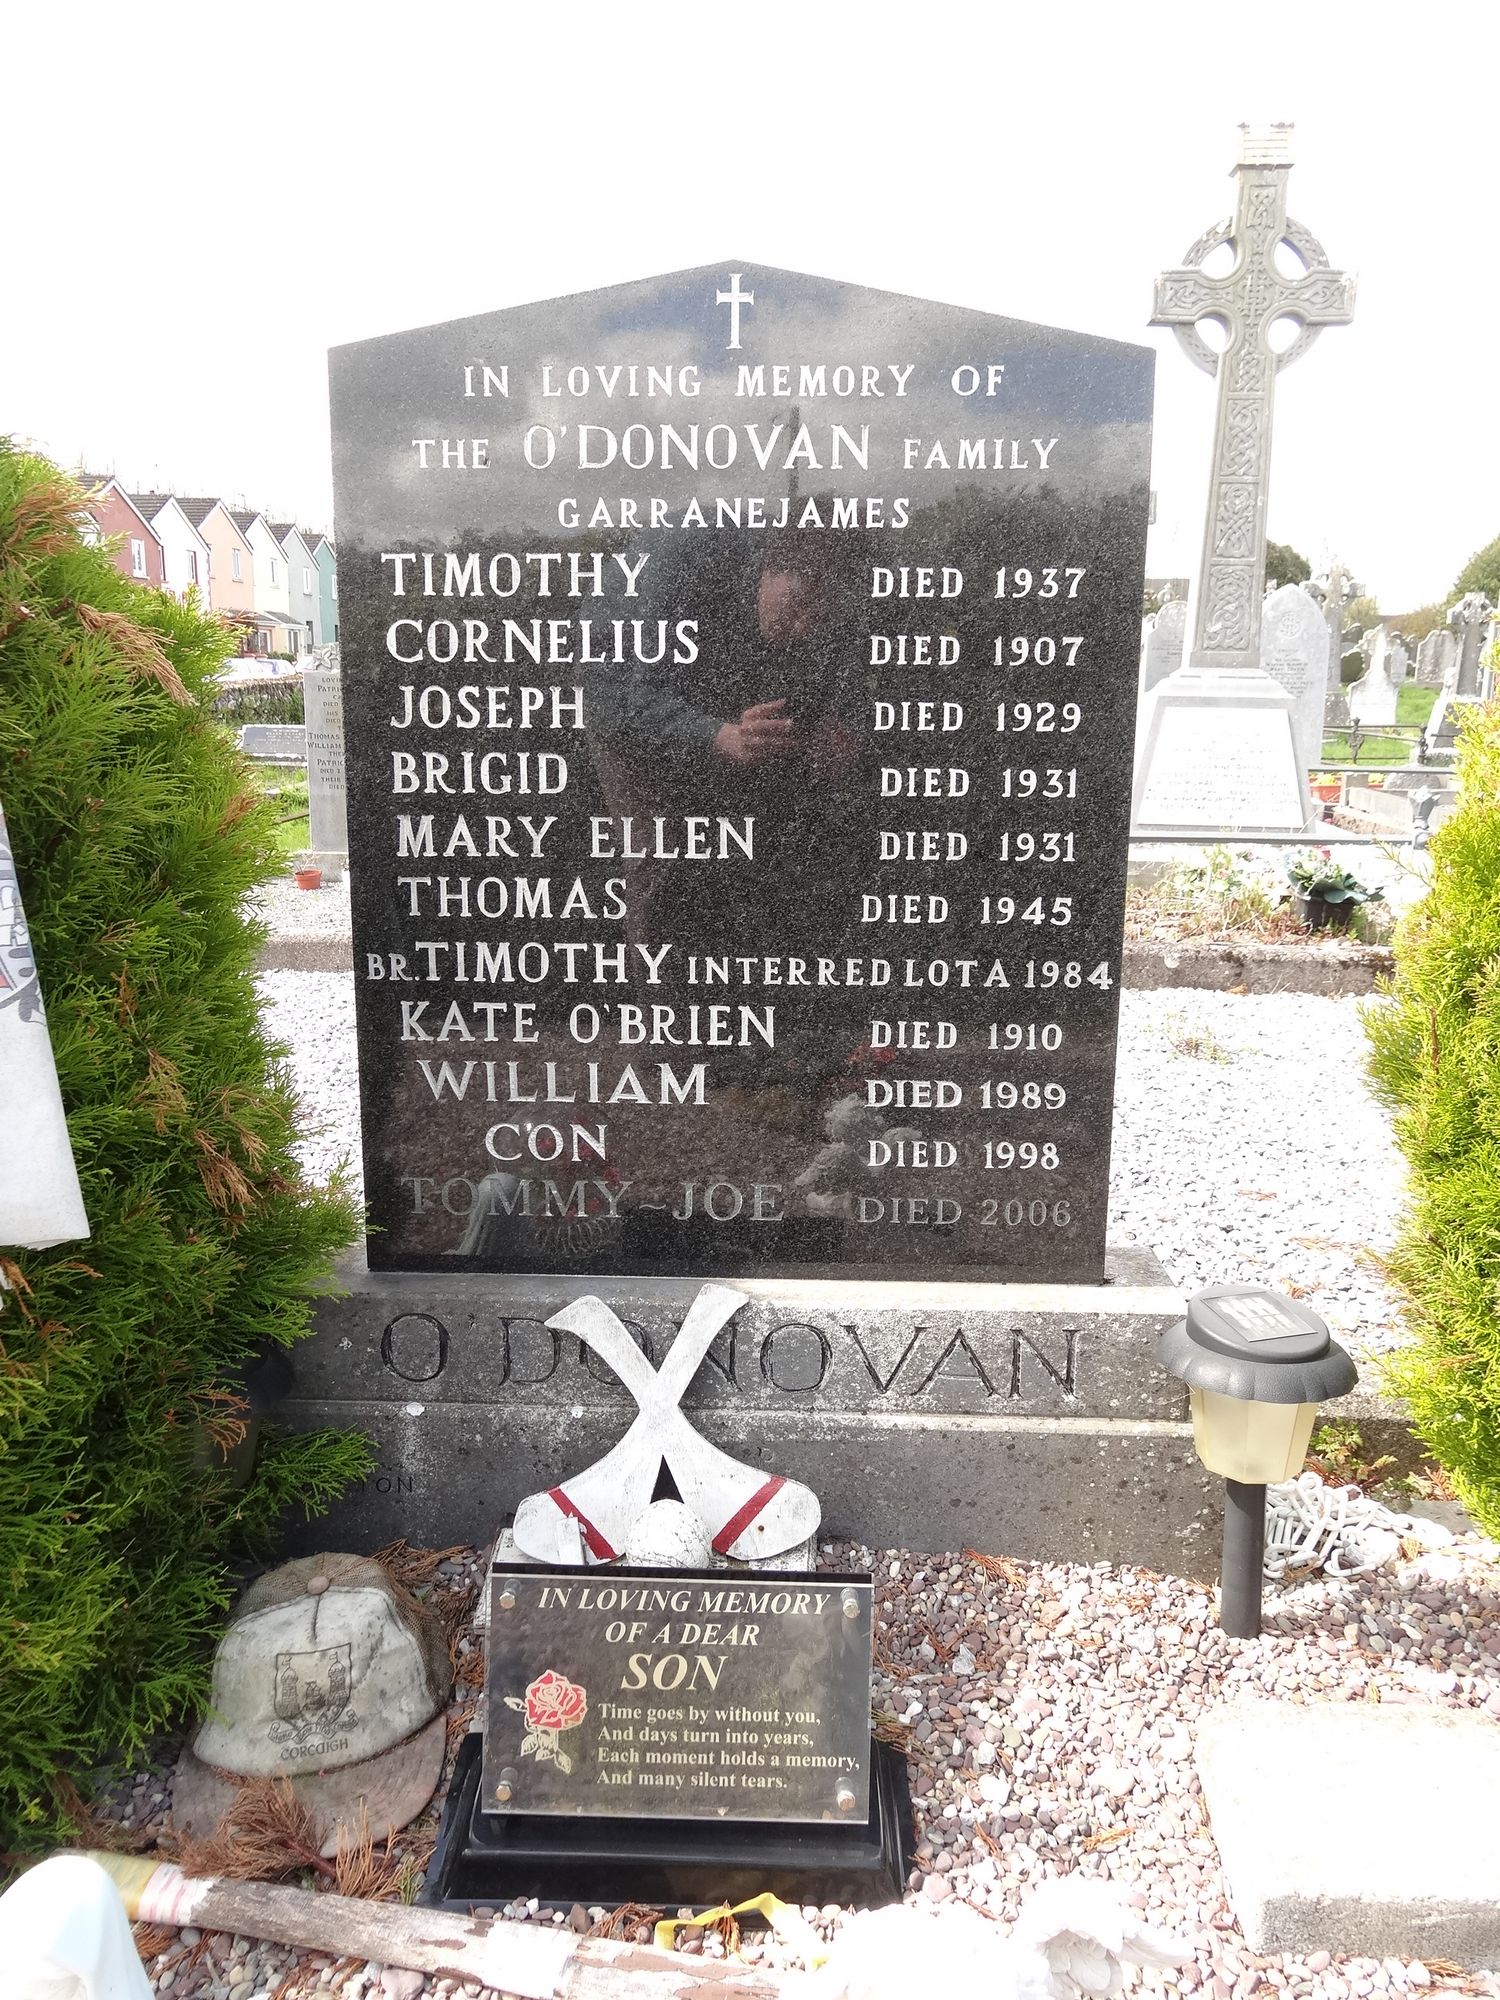 IN LOVING MEMORY OF
THE O'DONOVAN FAMILY
GARRANEJAMES
TIMOTHY DIED 1937
CORNELIUS DIED 1907
JOSEPH DIED 1929
BRIGID DIED 1931
MARY ELLEN DIED 1931
THOMAS DIED 1945
BR. TIMOTHY INTERRED LOTA 1984
KATE O'BRIEN DIED 1910
WILLIAM DIED 1989
C'ON DIED 1998
TOMMY~JOE DIED 2006
O'DONOVAN
IN LOVING MEMORY
OF A DEAR
SON
Time goes by without you,
And days turn into years,
Each moment holds a memory,
And many silent tears.
CORCAIGH